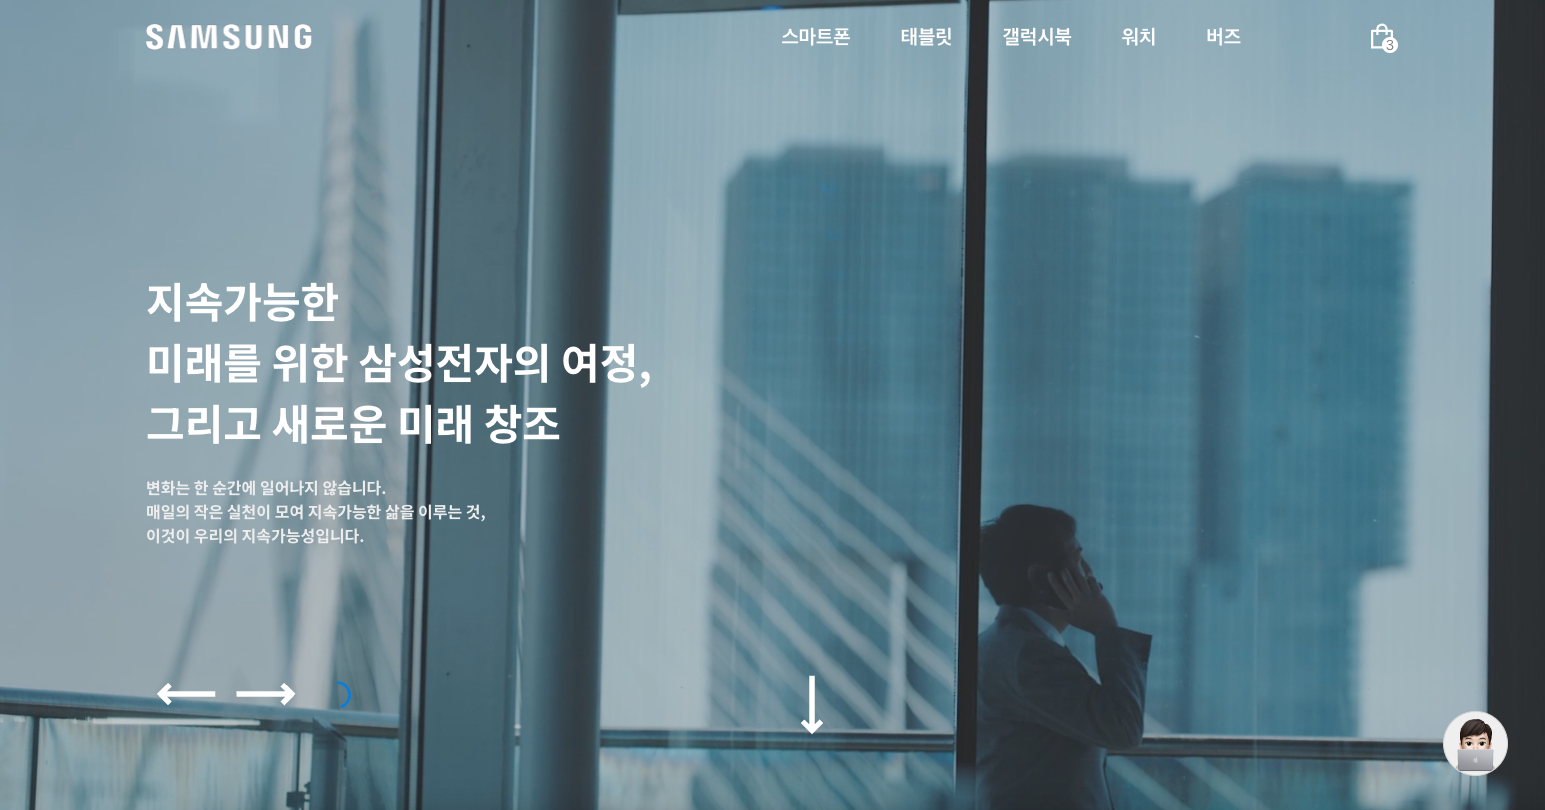 SAMSUNG
스마트폰 태블릿 갤럭시북 워치 버즈 3
지속가능한
미래를 위한 삼성전자의 여정,
그리고 새로운 미래 창조
변화는 한 순간에 일어나지 않습니다.
매일의 작은 실천이 모여 지속가능한 삶을 이루는 것,
이것이 우리의 지속가능성입니다.